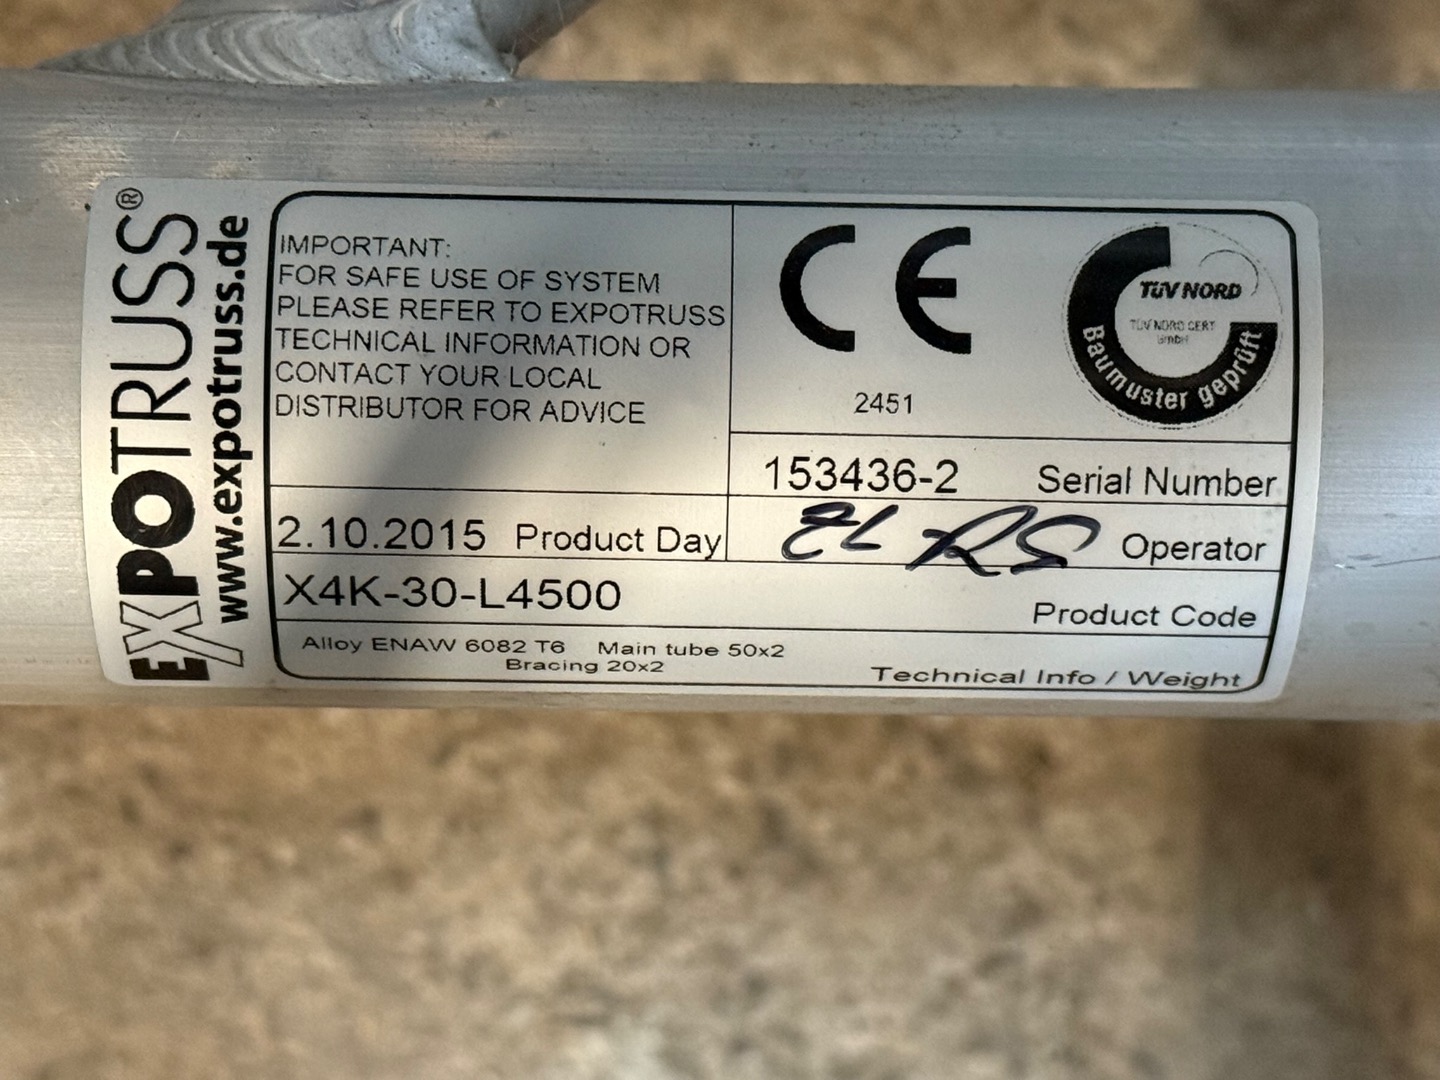 EXPOTRUSS®
www.expotruss.de
IMPORTANT:
FOR SAFE USE OF SYSTEM
PLEASE REFER TO EXPOTRUSS
TECHNICAL INFORMATION OR
CONTACT YOUR LOCAL
DISTRIBUTOR FOR ADVICE
CE
2451
TÜV NORD
TÜV NORD CERT
GmbH
Baumuster geprüft
153436-2 Serial Number
2.10.2015 Product Day
Operator
X4K-30-L4500
Product Code
Alloy ENAW 6082 T6 Main tube 50x2
Bracing 20x2
Technical Info / Weight